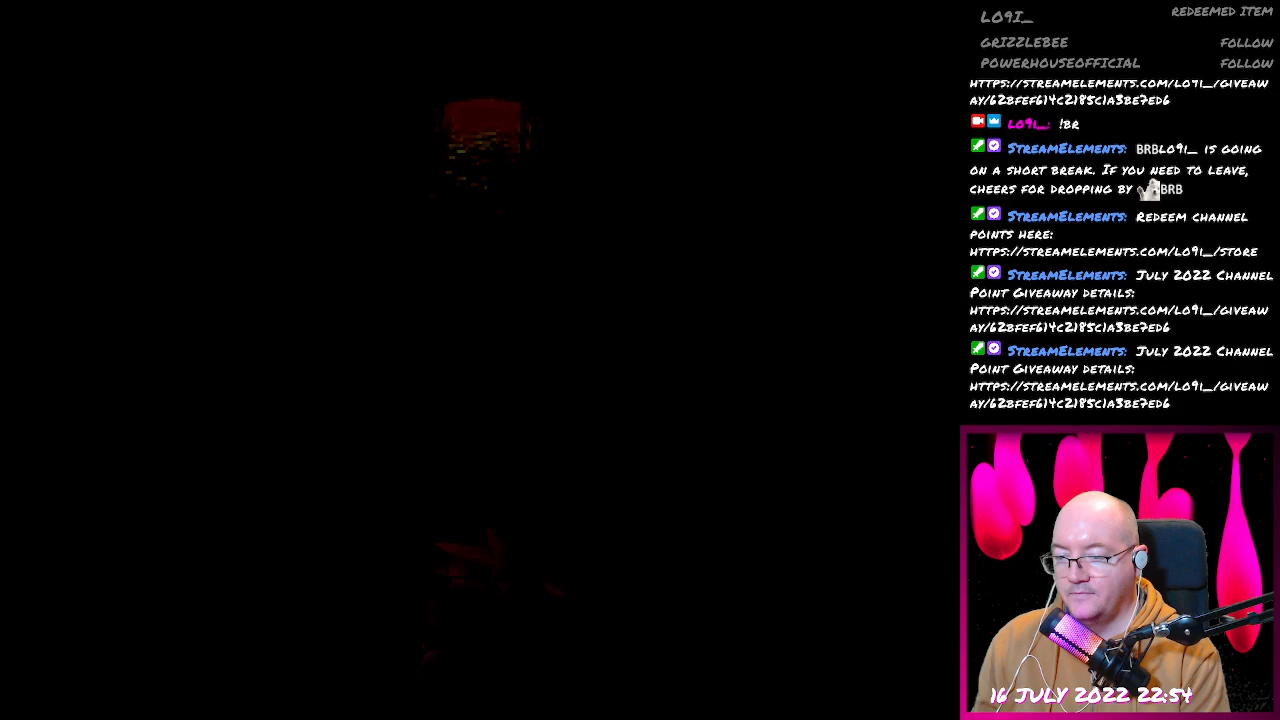 LO9I_ REDEEMED ITEM
GRIZZLEBEE FOLLOW
POWERHOUSEOFFICIAL FOLLOW
HTTPS://STREAMELEMENTS.COM/LO9I_/GIVEAW
AY/62BFEF614C2185C1A3BE7ED6
LO9I_: !BR
STREAMELEMENTS: BRBLO9I_ IS GOING
ON A SHORT BREAK. IF YOU NEED TO LEAVE,
CHEERS FOR DROPPING BY BRB
STREAMELEMENTS: REDEEM CHANNEL
POINTS HERE:
HTTPS://STREAMELEMENTS.COM/LO9I_/STORE
STREAMELEMENTS: JULY 2022 CHANNEL
POINT GIVEAWAY DETAILS:
HTTPS://STREAMELEMENTS.COM/LO9I_/GIVEAW
AY/62BFEF614C2185C1A3BE7ED6
STREAMELEMENTS: JULY 2022 CHANNEL
POINT GIVEAWAY DETAILS:
HTTPS://STREAMELEMENTS.COM/LO9I_/GIVEAW
AY/62BFEF614C2185C1A3BE7ED6
16 JULY 2022 22:54